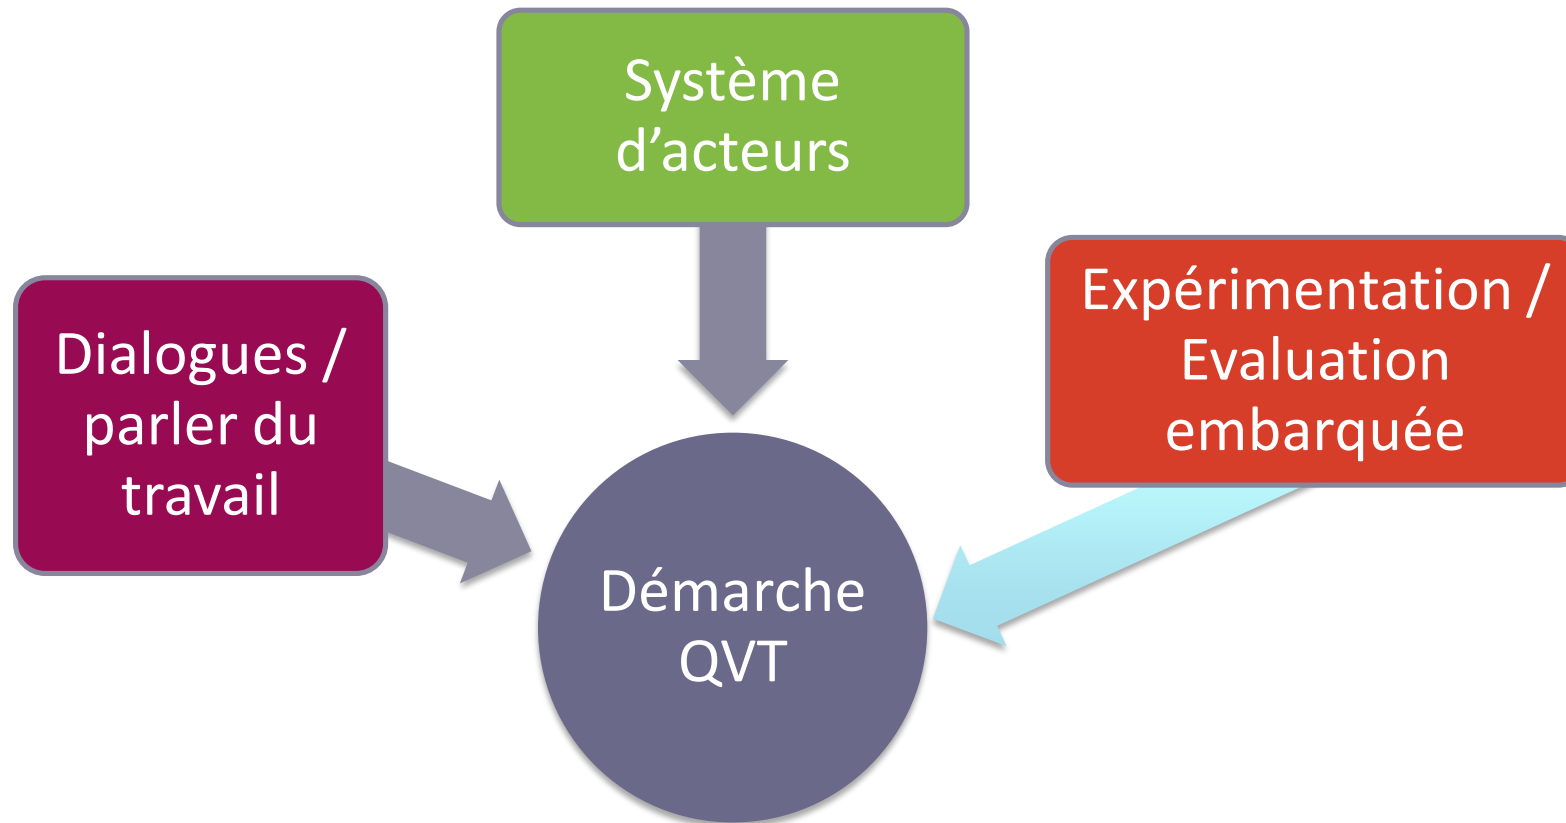 Système
d’acteurs
Dialogues /
parler du
travail
Expérimentation /
Evaluation
embarquée
Démarche
QVT